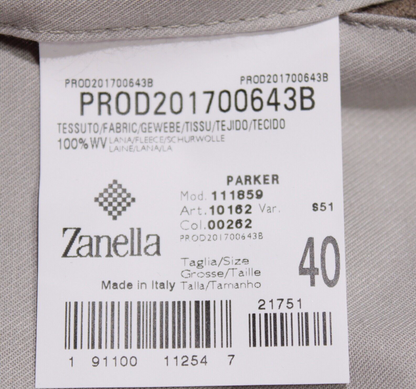 PROD201700643B PROD201700643B
PROD201700643B
TESSUTO/FABRIC/GEWEBE/TISSU/TEJIDO/TECIDO
100% WV LANA/FLEECE/SCHURWOLLE
LAINE/LANA/LA
PARKER
Mod. 111859
Art. 10162 Var. S51
Col. 00262
PROD201700643B
Zanella
Taglia/Size
Grosse/Taille
Talla/Tamanho
40
Made in Italy
21751
1 91100 11254 7